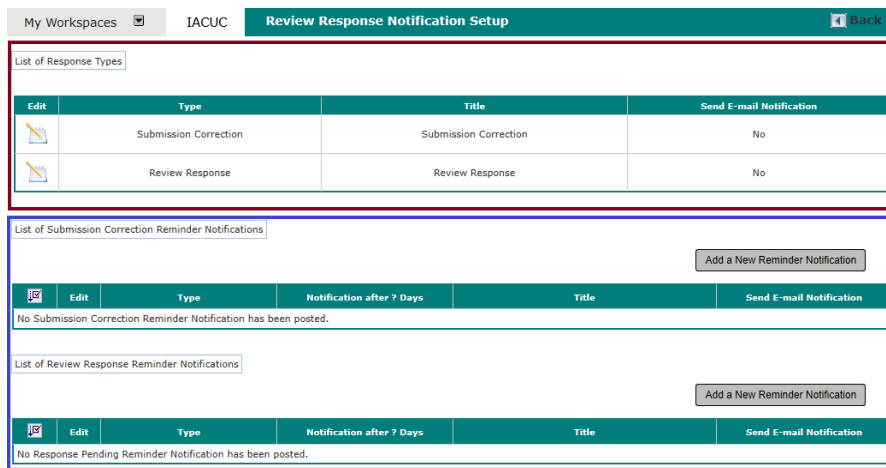 My Workspaces IACUC Review Response Notification Setup Back
List of Response Types
Edit Type Title Send E-mail Notification
Submission Correction Submission Correction No
Review Response Review Response No
List of Submission Correction Reminder Notifications
Add a New Reminder Notification
Edit Type Notification after ? Days Title Send E-mail Notification
No Submission Correction Reminder Notification has been posted.
List of Review Response Reminder Notifications
Add a New Reminder Notification
Edit Type Notification after ? Days Title Send E-mail Notification
No Response Pending Reminder Notification has been posted.